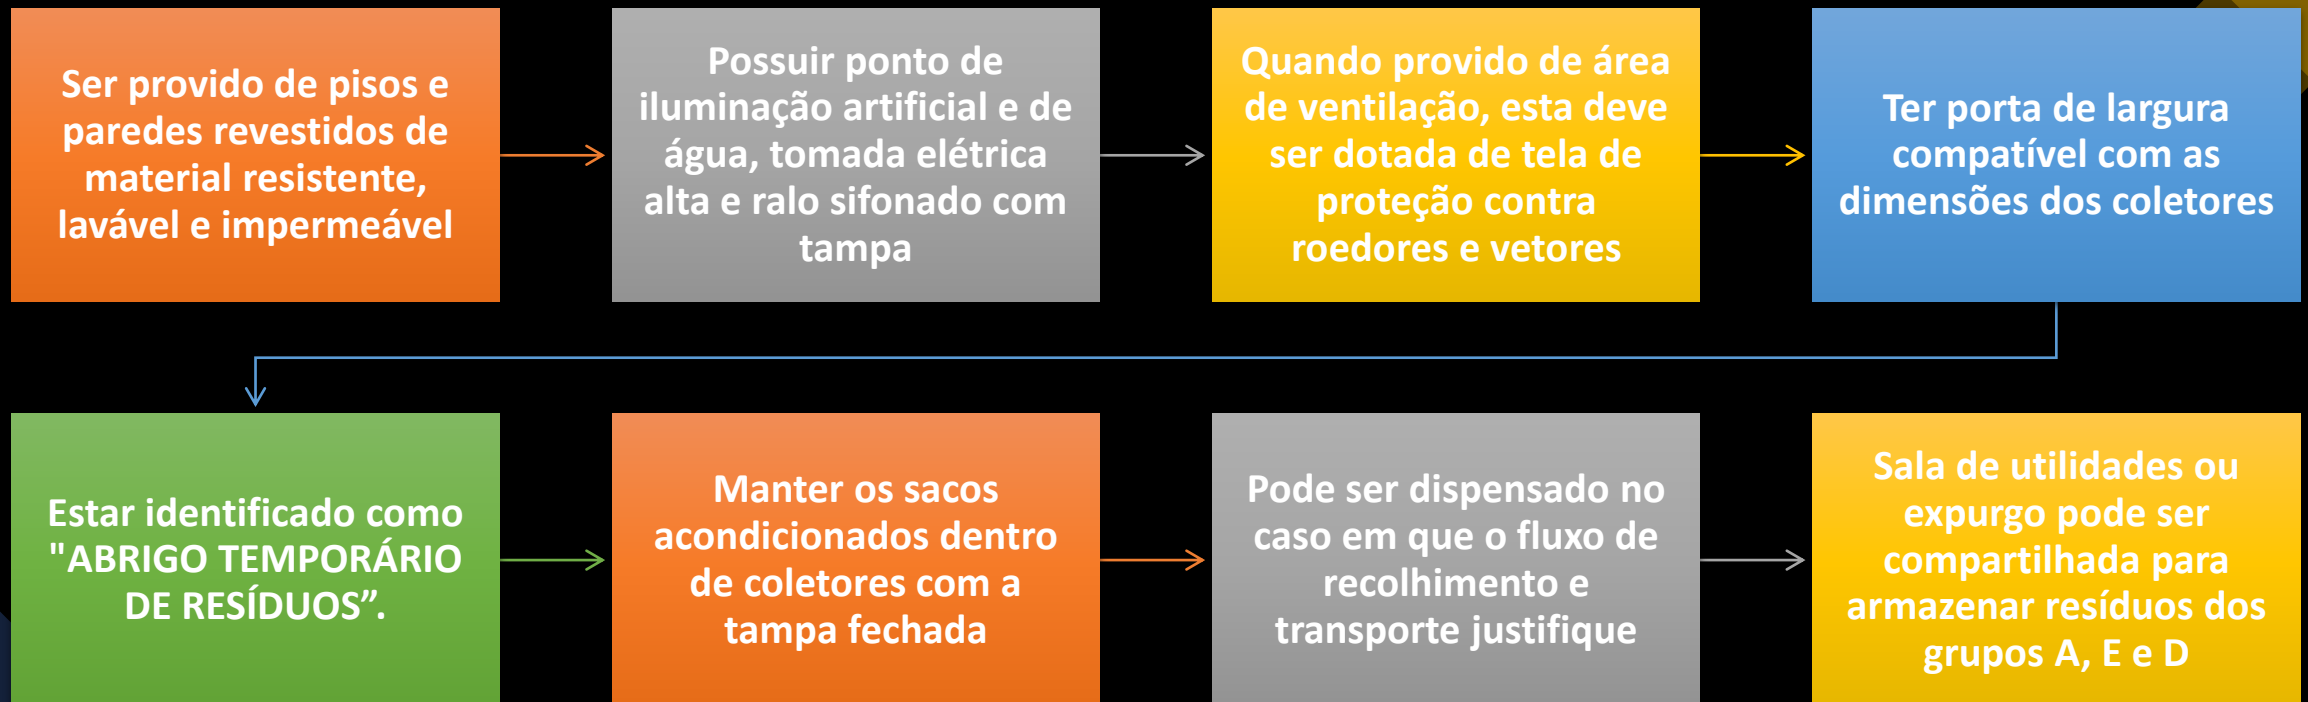 Ser provido de pisos e
paredes revestidos de
material resistente,
lavável e impermeável
Possuir ponto de
iluminação artificial e de
água, tomada elétrica
alta e ralo sifonado com
tampa
Quando provido de área
de ventilação, esta deve
ser dotada de tela de
proteção contra
roedores e vetores
Ter porta de largura
compatível com as
dimensões dos coletores
Estar identificado como
"ABRIGO TEMPORÁRIO
DE RESÍDUOS”.
Manter os sacos
acondicionados dentro
de coletores com a
tampa fechada
Pode ser dispensado no
caso em que o fluxo de
recolhimento e
transporte justifique
Sala de utilidades ou
expurgo pode ser
compartilhada para
armazenar resíduos dos
grupos A, E e D